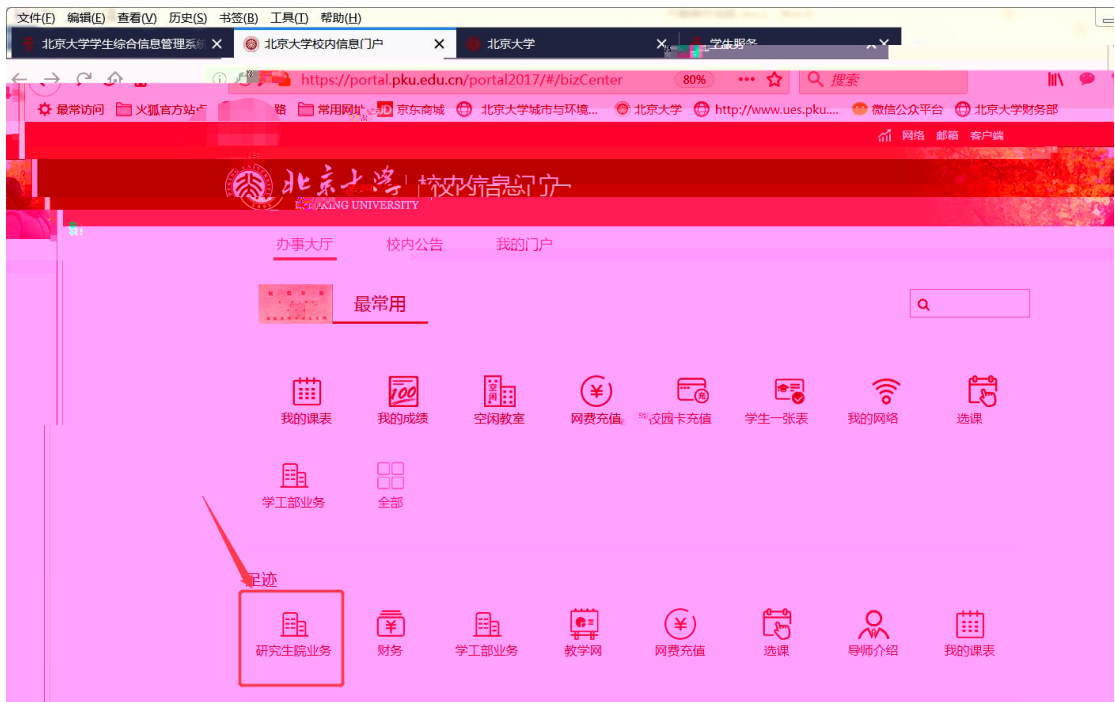 文件(F) 编辑(E) 查看(V) 历史(S) 书签(B) 工具(T) 帮助(H)
北京大学学生综合信息管理系统 北京大学校内信息门户 北京大学 学生服务
https://portal.pku.edu.cn/portal2017/#/bizCenter 80% 搜索
最常访问 火狐官方站点 常用网址 京东商城 北京大学城市与环境... 北京大学 http://www.ues.pku.... 微信公众平台 北京大学财务部
网络 邮箱 客户端
北京大学 校内信息门户
PEKING UNIVERSITY
办事大厅 校内公告 我的门户
最常用
我的课表 我的成绩 空闲教室 网费充值 校园卡充值 学生一张表 我的网络 选课
学工部业务 全部
足迹
研究生院业务 财务 学工部业务 教学网 网费充值 选课 导师介绍 我的课表